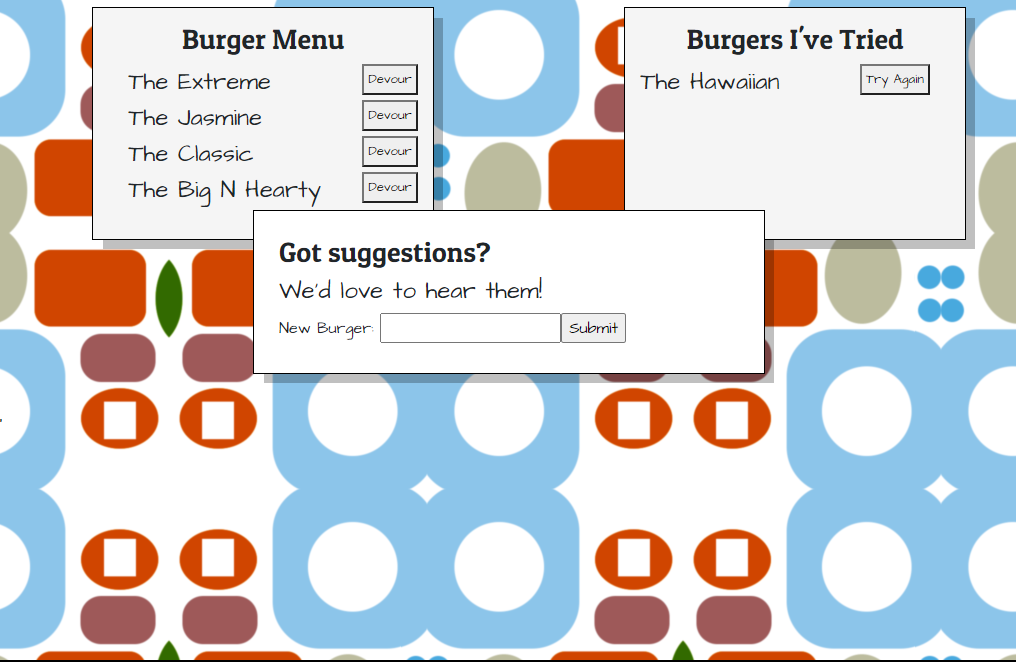 Burger Menu
The Extreme Devour
The Jasmine Devour
The Classic Devour
The Big N Hearty Devour
Burgers I've Tried
The Hawaiian Try Again
Got suggestions?
We'd love to hear them!
New Burger: Submit